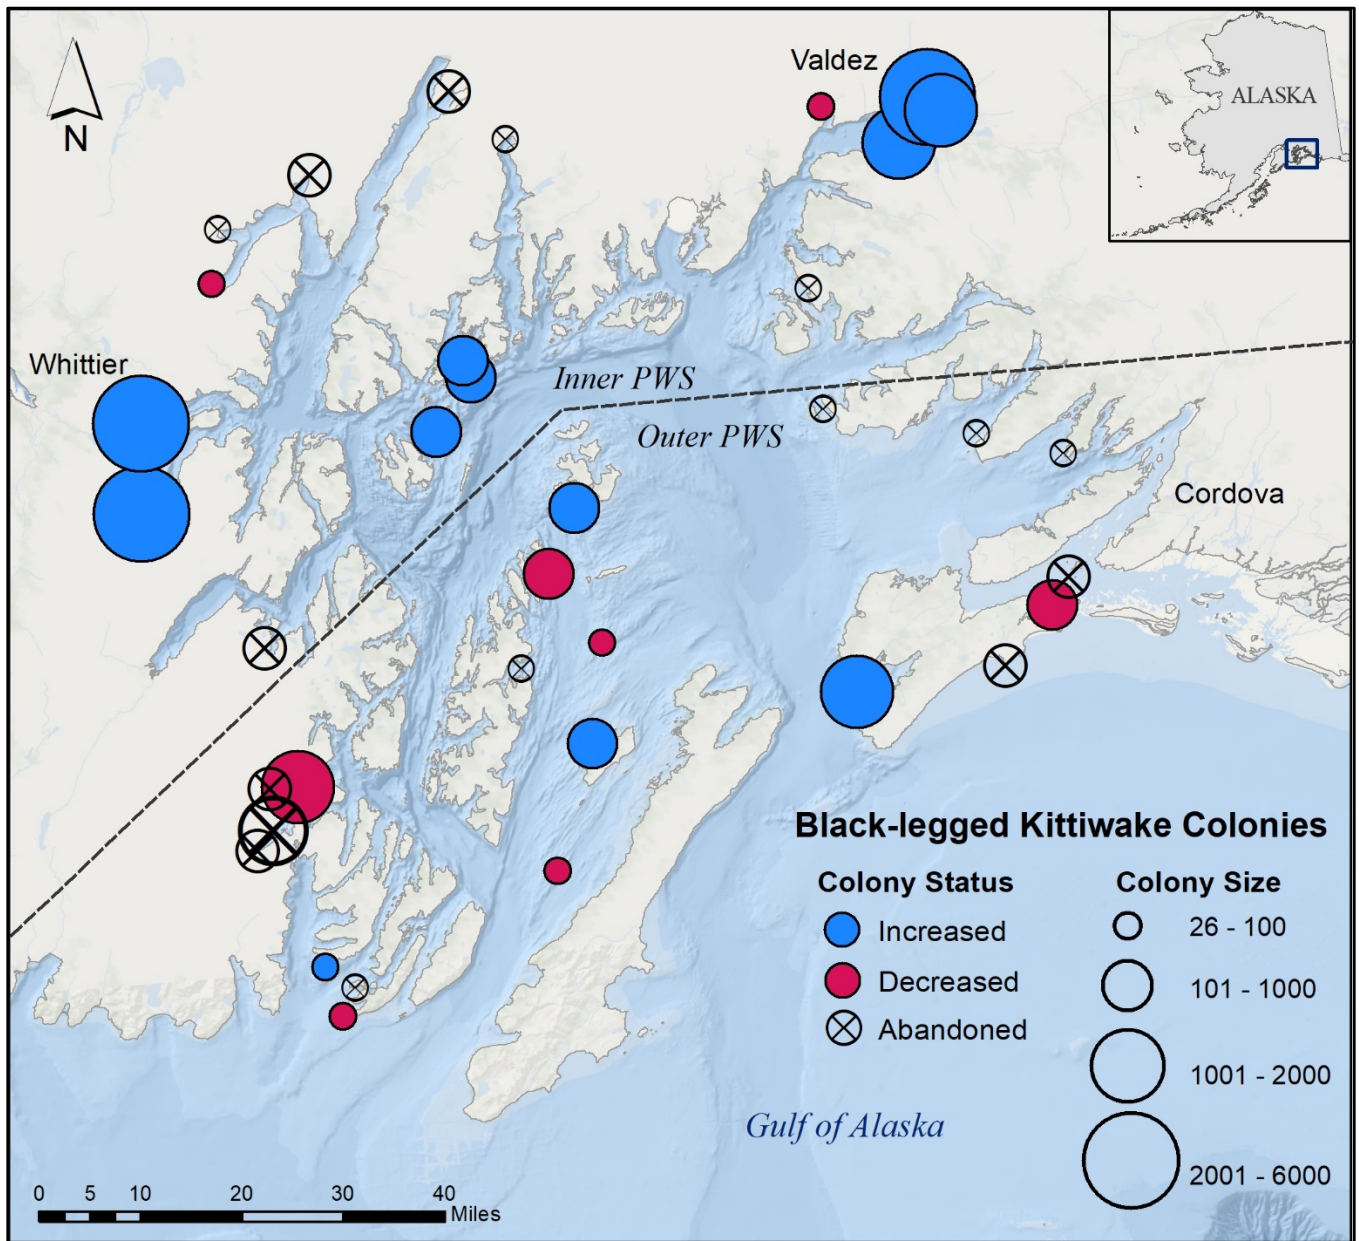 Valdez
ALASKA
N
Whittier
Inner PWS
Outer PWS
Cordova
Black-legged Kittiwake Colonies
Colony Status
Increased
Decreased
Abandoned
Colony Size
26 - 100
101 - 1000
1001 - 2000
2001 - 6000
Gulf of Alaska
0 5 10 20 30 40
Miles